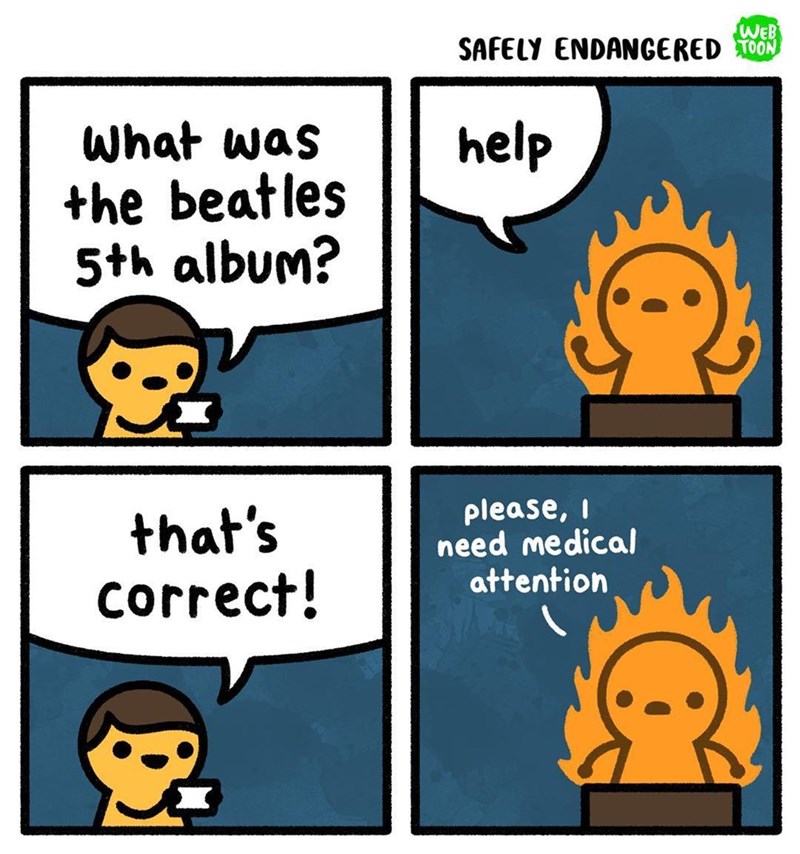 SAFELY ENDANGERED
WEB
TOON
What was
the beatles
5th album?
help
that's
correct!
please, I
need medical
attention